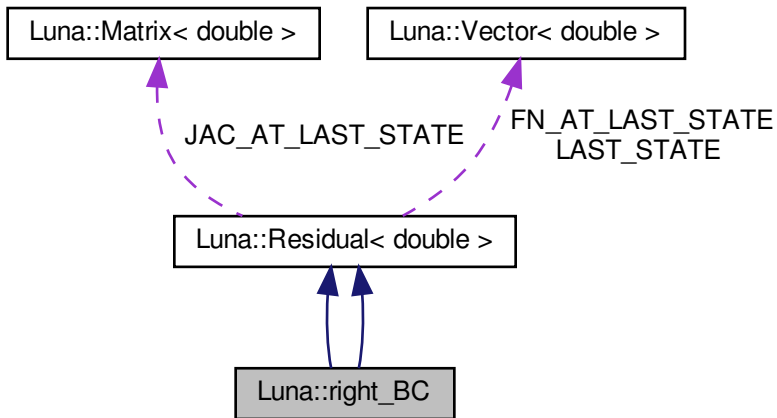 Luna::Matrix< double >
Luna::Vector< double >
JAC_AT_LAST_STATE
FN_AT_LAST_STATE
LAST_STATE
Luna::Residual< double >
Luna::right_BC